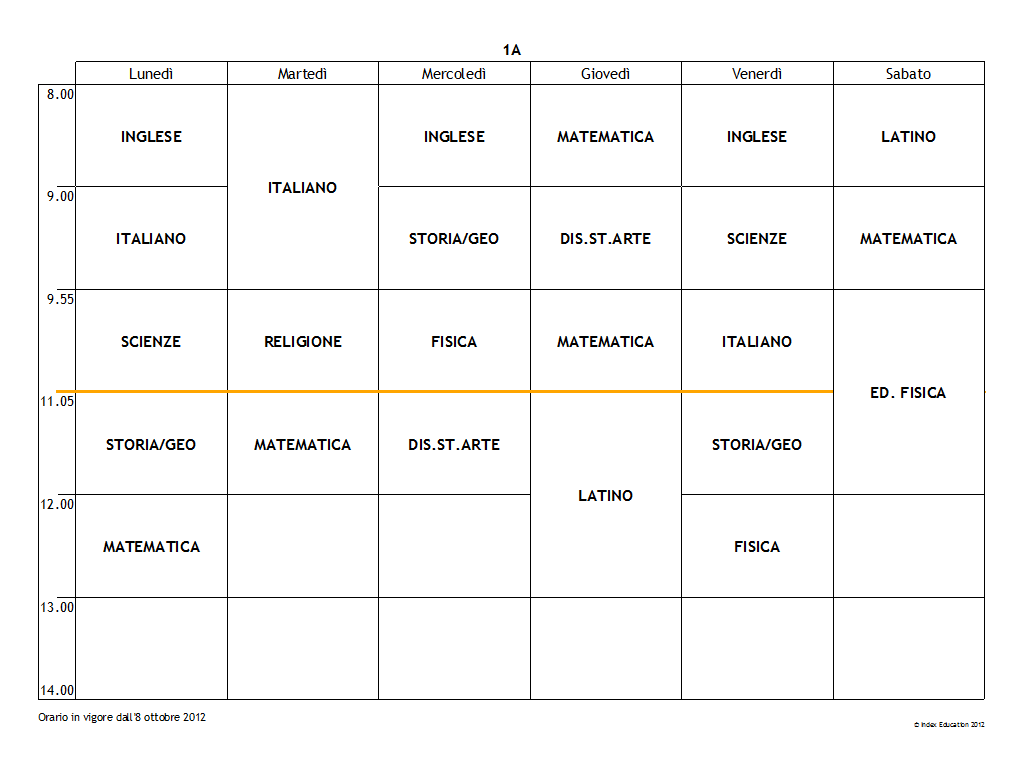 1A
Lunedì Martedì Mercoledì Giovedì Venerdì Sabato
8.00
INGLESE INGLESE MATEMATICA INGLESE LATINO
ITALIANO
9.00
ITALIANO STORIA/GEO DIS.ST.ARTE SCIENZE MATEMATICA
9.55
SCIENZE RELIGIONE FISICA MATEMATICA ITALIANO
ED. FISICA
11.05
STORIA/GEO MATEMATICA DIS.ST.ARTE STORIA/GEO
LATINO
12.00
MATEMATICA FISICA
13.00
14.00
Orario in vigore dall'8 ottobre 2012
© Index Education 2012